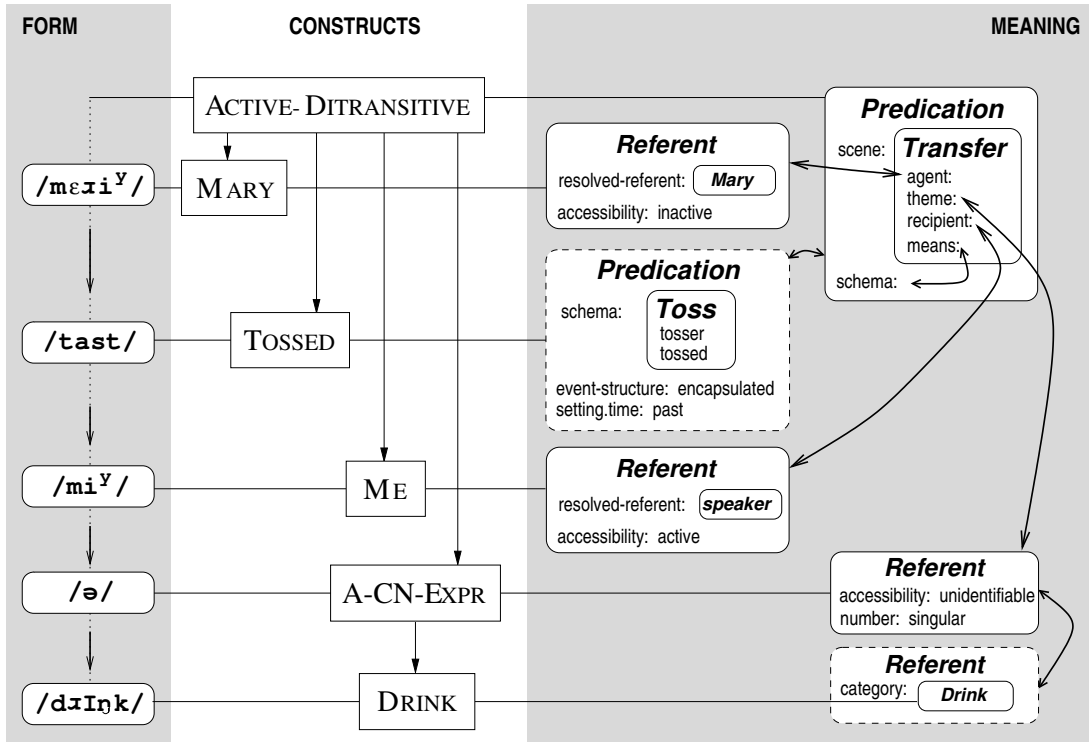 FORM
CONSTRUCTS
MEANING
ACTIVE- DITRANSITIVE
Predication
scene: Transfer
agent:
theme:
recipient:
means:
schema:
/mɛɹiʸ/
MARY
Referent
resolved-referent: Mary
accessibility: inactive
/tast/
TOSSED
Predication
schema: Toss
tosser
tossed
event-structure: encapsulated
setting.time: past
/miʸ/
ME
Referent
resolved-referent: speaker
accessibility: active
/ə/
A-CN-EXPR
Referent
accessibility: unidentifiable
number: singular
/dɹɪŋk/
DRINK
Referent
category: Drink